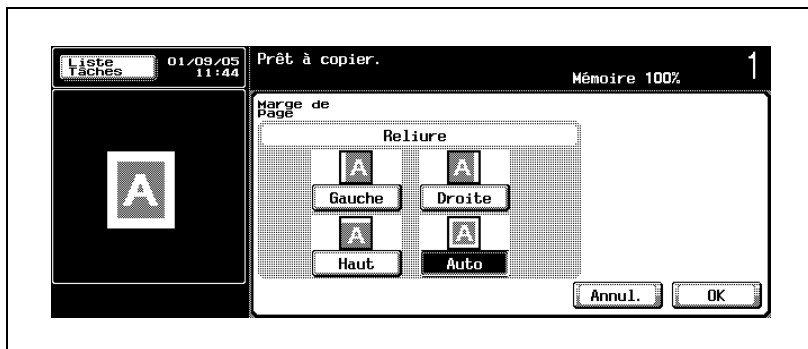 Liste
Tâches
01/09/05
11:44
Prêt à copier.
Mémoire 100%
1
A
Marge de
Page
Reliure
A A
Gauche Droite
A A
Haut Auto
Annul. OK